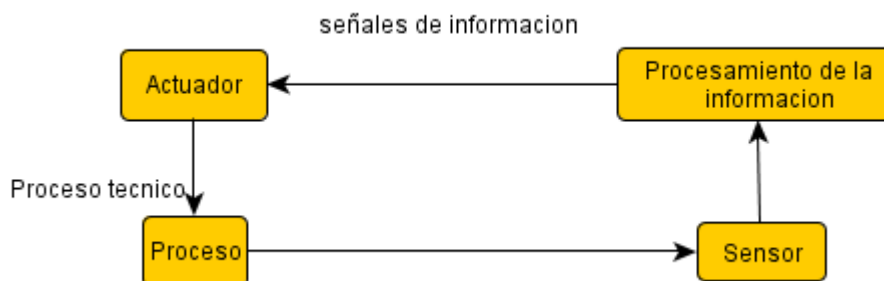 señales de informacion
Actuador
Procesamiento de la
informacion
Proceso tecnico
Proceso
Sensor